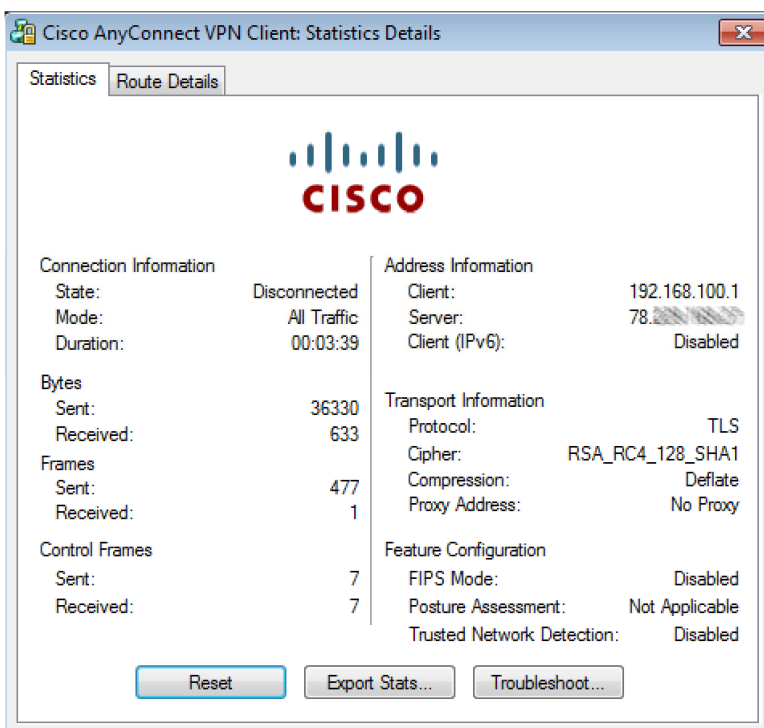 Cisco AnyConnect VPN Client: Statistics Details
Statistics Route Details
CISCO
Connection Information
State: Disconnected
Mode: All Traffic
Duration: 00:03:39
Bytes
Sent: 36330
Received: 633
Frames
Sent: 477
Received: 1
Control Frames
Sent: 7
Received: 7
Address Information
Client: 192.168.100.1
Server: 78.
Client (IPv6): Disabled
Transport Information
Protocol: TLS
Cipher: RSA_RC4_128_SHA1
Compression: Deflate
Proxy Address: No Proxy
Feature Configuration
FIPS Mode: Disabled
Posture Assessment: Not Applicable
Trusted Network Detection: Disabled
Reset Export Stats... Troubleshoot...